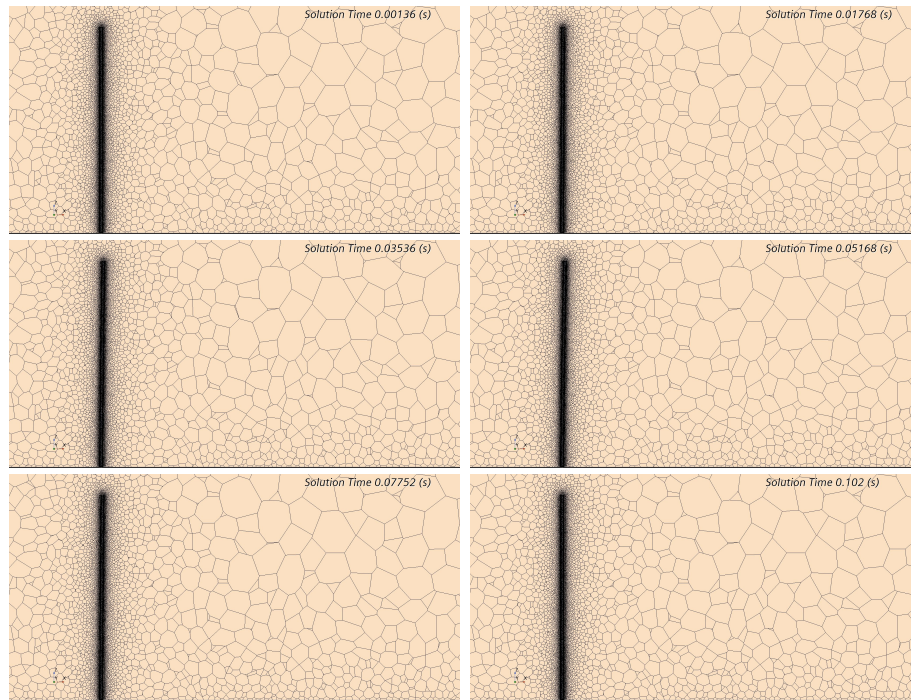 Solution Time 0.00136 (s)
Solution Time 0.01768 (s)
Solution Time 0.03536 (s)
Solution Time 0.05168 (s)
Solution Time 0.07752 (s)
Solution Time 0.102 (s)